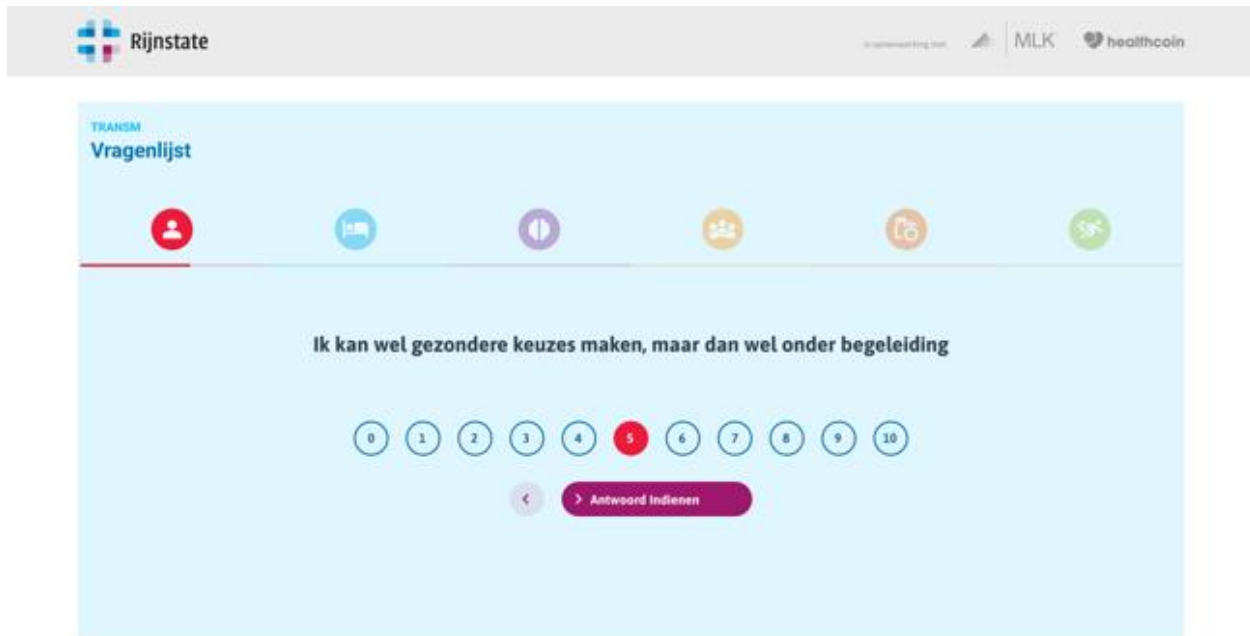 Rijnstate
MLK
healthcoin
TRANSM
Vragenlijst
Ik kan wel gezondere keuzes maken, maar dan wel onder begeleiding
0 1 2 3 4 5 6 7 8 9 10
Antwoord Indienen